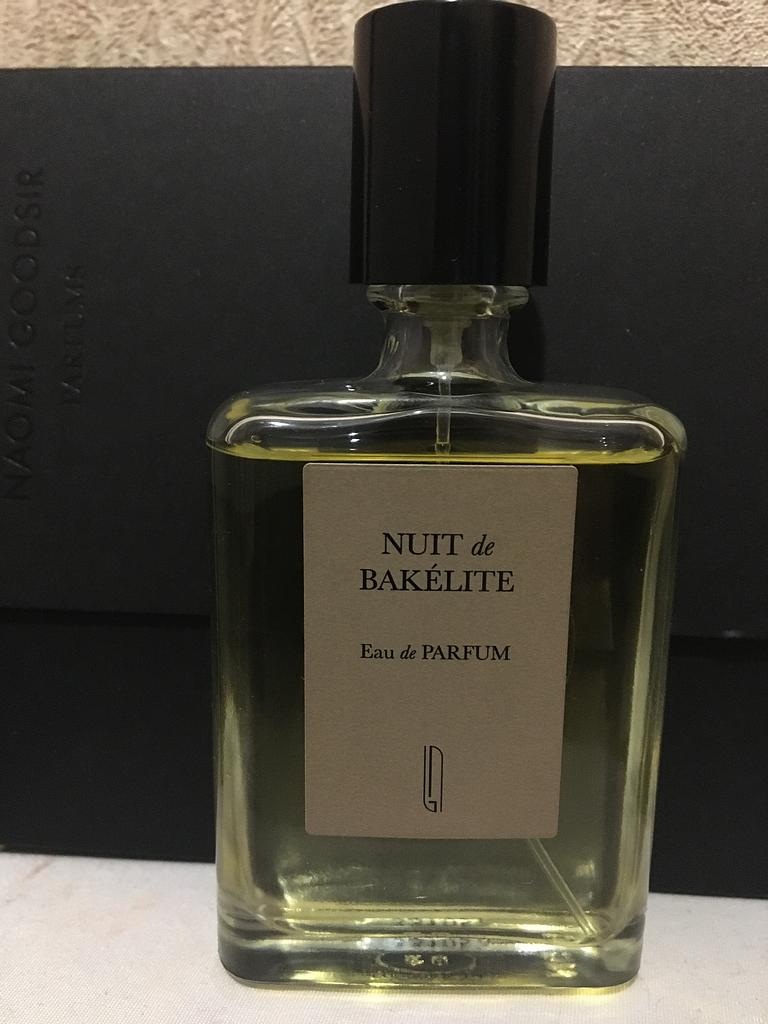 NAOMI GOODSIR
PARFUMS
NUIT de
BAKÉLITE
Eau de PARFUM